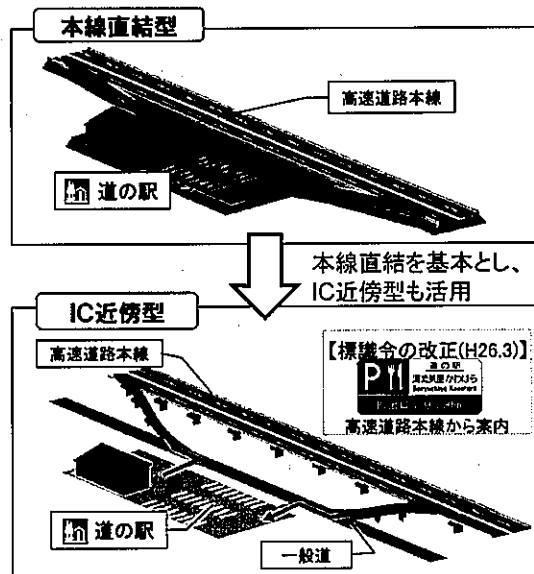 本線直結型
高速道路本線
道の駅
本線直結を基本とし、
IC近傍型も活用
IC近傍型
高速道路本線
【標識令の改正(H26.3)】
P
道の駅
高速道路本線から案内
道の駅
一般道